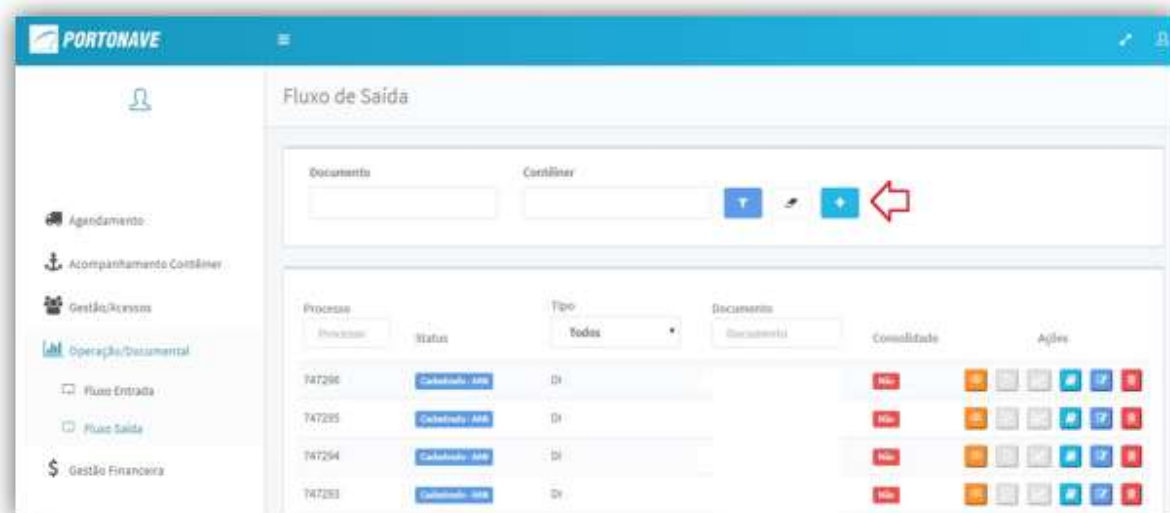 PORTONAVE
Fluxo de Saída
Documento
Contêiner
Agendamento
Acompanhamento Contêiner
Gestão/Acessos
Operação/Documental
Fluxo Entrada
Fluxo Saída
Gestão Financeira
Processo
Processo
Status
Tipo
Todos
Documento
Documento
Consolidado
Ações
747296 Cadastrado - ANR DI Não
747295 Cadastrado - ANR DI Não
747294 Cadastrado - ANR DI Não
747293 Cadastrado - ANR DI Não